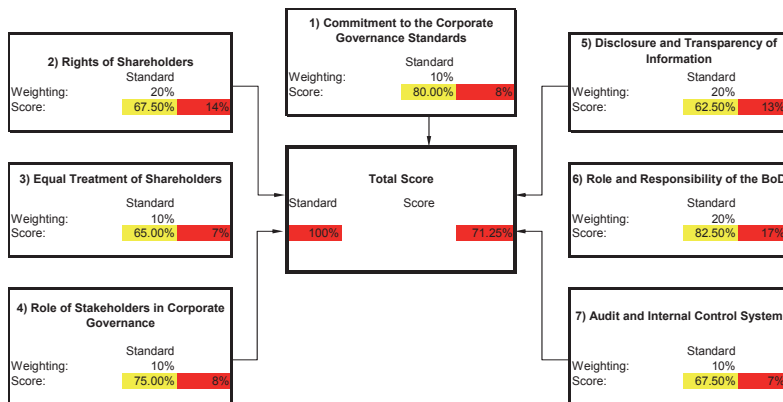 1) Commitment to the Corporate
Governance Standards
Standard
Weighting: 10%
Score: 80.00% 8%
2) Rights of Shareholders
Standard
Weighting: 20%
Score: 67.50% 14%
5) Disclosure and Transparency of
Information
Standard
Weighting: 20%
Score: 62.50% 13%
3) Equal Treatment of Shareholders
Standard
Weighting: 10%
Score: 65.00% 7%
Total Score
Standard Score
100% 71.25%
6) Role and Responsibility of the BoD
Standard
Weighting: 20%
Score: 82.50% 17%
4) Role of Stakeholders in Corporate
Governance
Standard
Weighting: 10%
Score: 75.00% 8%
7) Audit and Internal Control System
Standard
Weighting: 10%
Score: 67.50% 7%